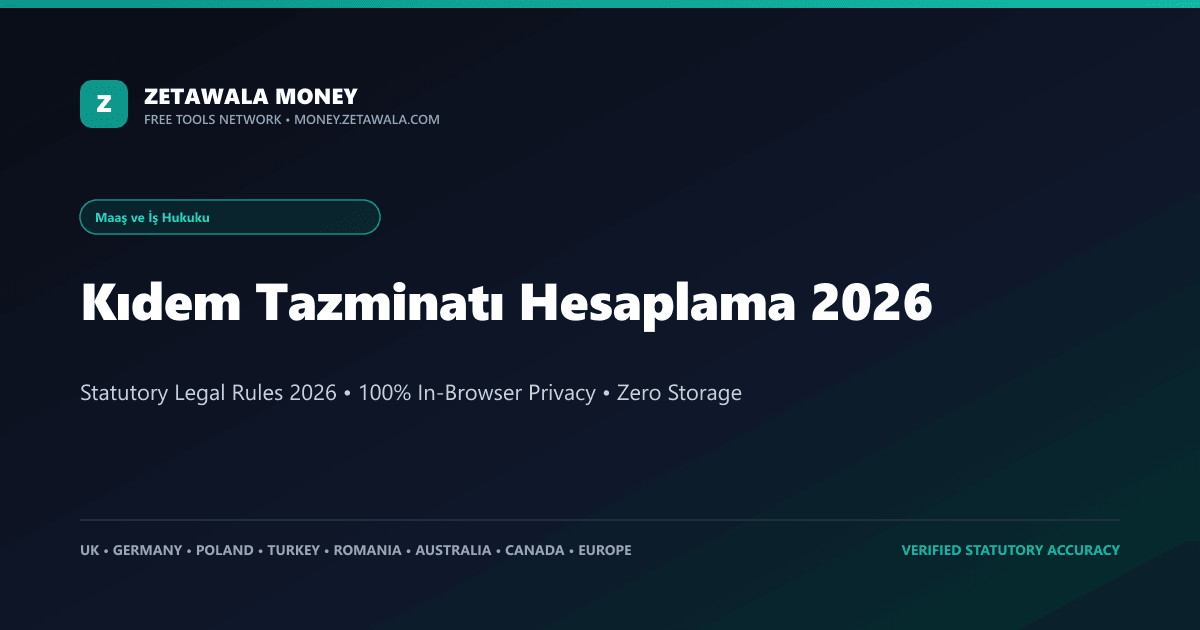 Z
ZETAWALA MONEY
FREE TOOLS NETWORK • MONEY.ZETAWALA.COM
Maaş ve İş Hukuku
Kıdem Tazminatı Hesaplama 2026
Statutory Legal Rules 2026 • 100% In-Browser Privacy • Zero Storage
UK • GERMANY • POLAND • TURKEY • ROMANIA • AUSTRALIA • CANADA • EUROPE
VERIFIED STATUTORY ACCURACY